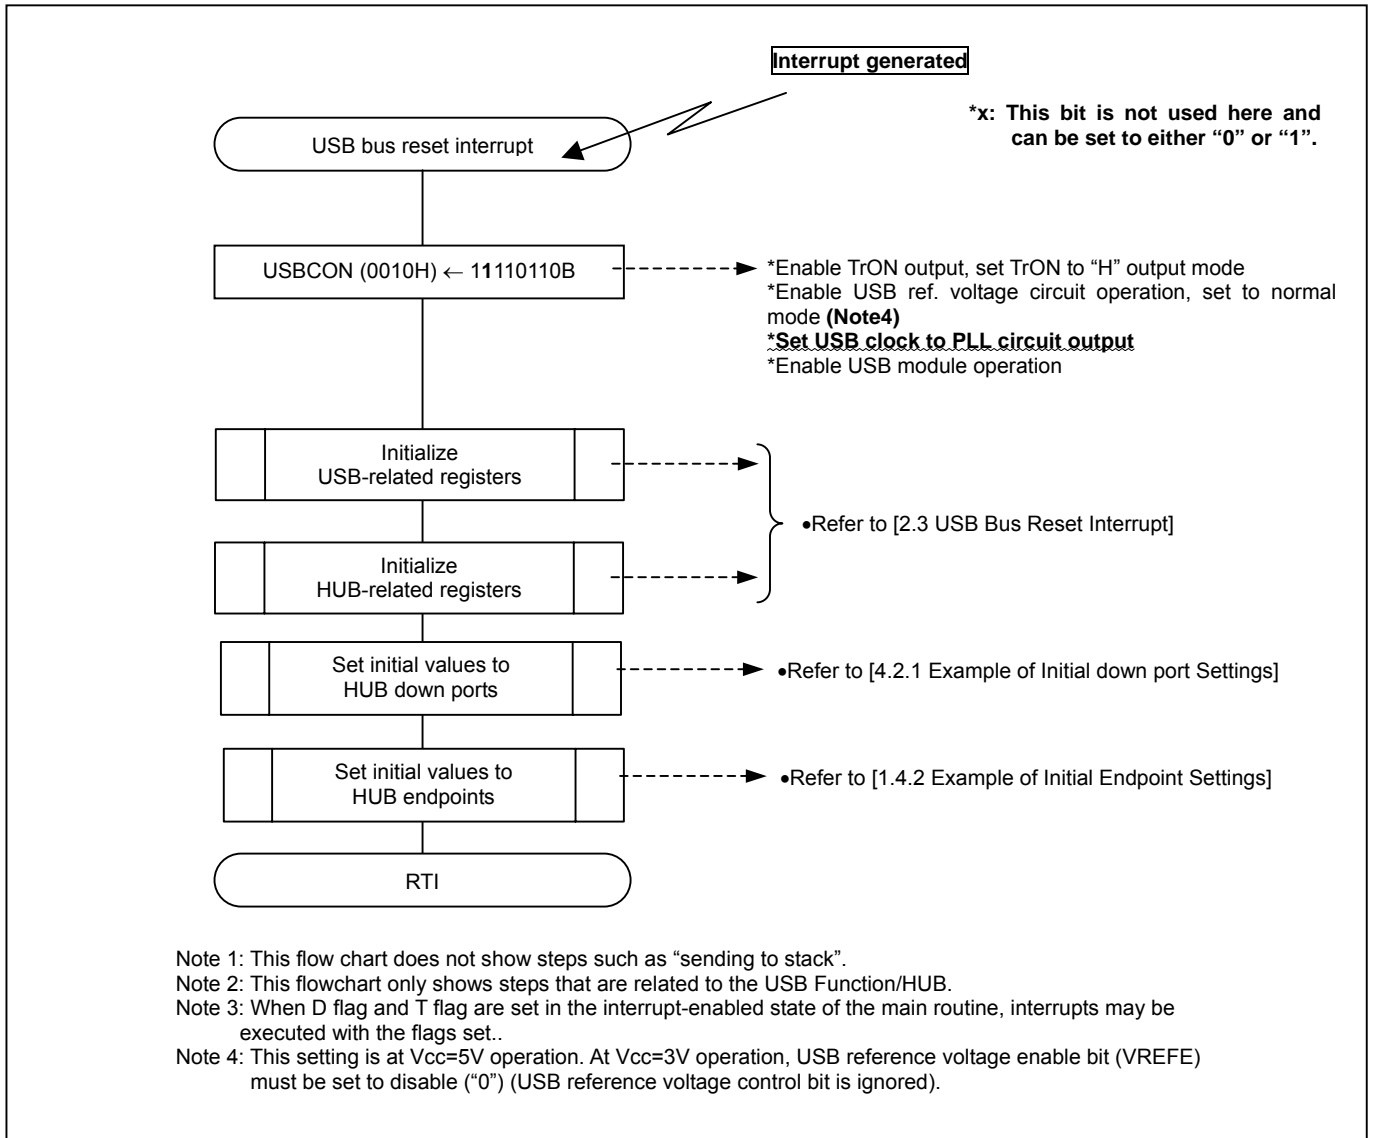 Interrupt generated
*x: This bit is not used here and
can be set to either “0” or “1”.
USB bus reset interrupt
USBCON (0010H) ← 11110110B
*Enable TrON output, set TrON to “H” output mode
*Enable USB ref. voltage circuit operation, set to normal
mode (Note4)
*Set USB clock to PLL circuit output
*Enable USB module operation
Initialize
USB-related registers
•Refer to [2.3 USB Bus Reset Interrupt]
Initialize
HUB-related registers
Set initial values to
HUB down ports
•Refer to [4.2.1 Example of Initial down port Settings]
Set initial values to
HUB endpoints
•Refer to [1.4.2 Example of Initial Endpoint Settings]
RTI
Note 1: This flow chart does not show steps such as “sending to stack”.
Note 2: This flowchart only shows steps that are related to the USB Function/HUB.
Note 3: When D flag and T flag are set in the interrupt-enabled state of the main routine, interrupts may be
executed with the flags set..
Note 4: This setting is at Vcc=5V operation. At Vcc=3V operation, USB reference voltage enable bit (VREFE)
must be set to disable (“0”) (USB reference voltage control bit is ignored).